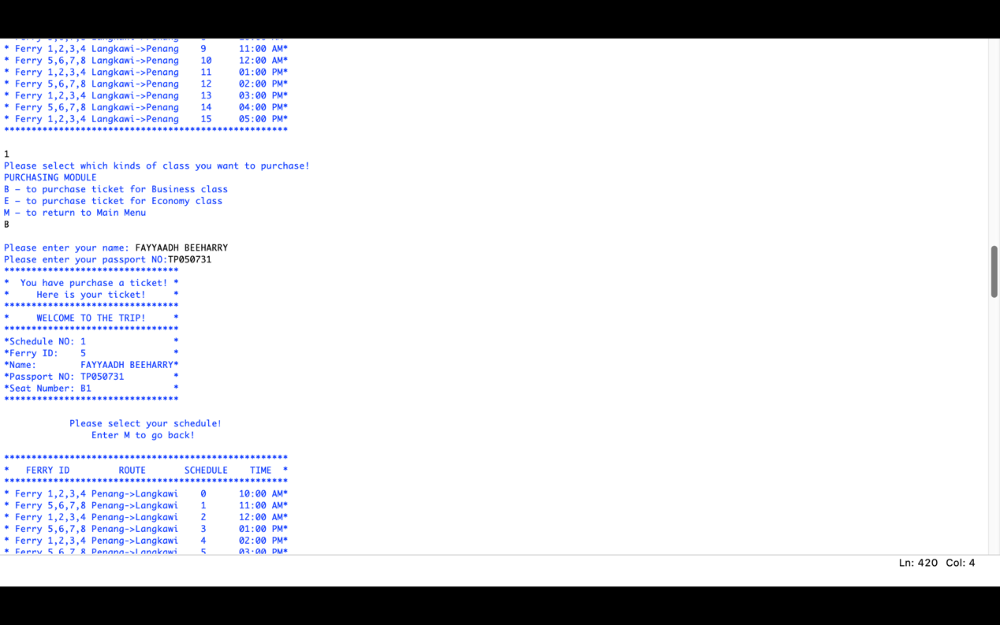 * Ferry 1,2,3,4 Langkawi->Penang    9      11:00 AM*
* Ferry 5,6,7,8 Langkawi->Penang    10     12:00 AM*
* Ferry 1,2,3,4 Langkawi->Penang    11     01:00 PM*
* Ferry 5,6,7,8 Langkawi->Penang    12     02:00 PM*
* Ferry 1,2,3,4 Langkawi->Penang    13     03:00 PM*
* Ferry 5,6,7,8 Langkawi->Penang    14     04:00 PM*
* Ferry 1,2,3,4 Langkawi->Penang    15     05:00 PM*
****************************************************
1
Please select which kinds of class you want to purchase!
PURCHASING MODULE
B – to purchase ticket for Business class
E – to purchase ticket for Economy class
M – to return to Main Menu
B
Please enter your name: FAYYAADH BEEHARRY
Please enter your passport NO:TP050731
********************************
*  You have purchase a ticket! *
*     Here is your ticket!     *
********************************
*     WELCOME TO THE TRIP!     *
********************************
*Schedule NO: 1                *
*Ferry ID:    5                *
*Name:        FAYYAADH BEEHARRY*
*Passport NO: TP050731         *
*Seat Number: B1               *
********************************
Please select your schedule!
Enter M to go back!
****************************************************
*   FERRY ID         ROUTE       SCHEDULE    TIME  *
****************************************************
* Ferry 1,2,3,4 Penang->Langkawi    0      10:00 AM*
* Ferry 5,6,7,8 Penang->Langkawi    1      11:00 AM*
* Ferry 1,2,3,4 Penang->Langkawi    2      12:00 AM*
* Ferry 5,6,7,8 Penang->Langkawi    3      01:00 PM*
* Ferry 1,2,3,4 Penang->Langkawi    4      02:00 PM*
* Ferry 5,6,7,8 Penang->Langkawi    5      03:00 PM*
Ln: 420  Col: 4